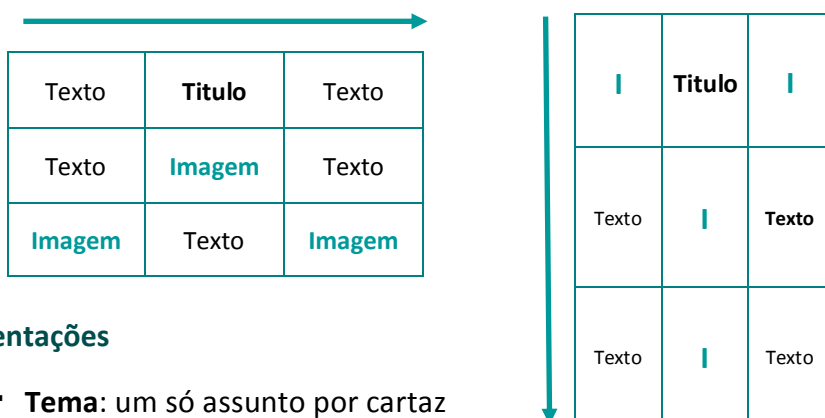 Texto Titulo Texto
Texto Imagem Texto
Imagem Texto Imagem
I Titulo I
Texto I Texto
Texto I Texto
entações
Tema: um só assunto por cartaz